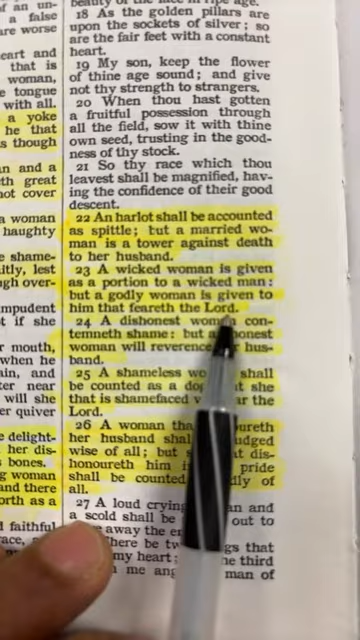 of an un-
a false
are worse
eart and
that is
woman,
e tongue
with all.
a yoke
he that
s though
an and a
th great
not cover
a woman
haughty
e shame-
itly, lest
ugh over-
mpudent
t if she
r mouth,
when he
ain, and
ter near
will she
er quiver
e delight-
her dis-
bones.
g woman
and there
orth as a
d faithful
beauty of the face in ripe age.
18 As the golden pillars are
upon the sockets of silver; so
are the fair feet with a constant
heart.
19 My son, keep the flower
of thine age sound; and give
not thy strength to strangers.
20 When thou hast gotten
a fruitful possession through
all the field, sow it with thine
own seed, trusting in the good-
ness of thy stock.
21 So thy race which thou
leavest shall be magnified, hav-
ing the confidence of their good
descent.
22 An harlot shall be accounted
as spittle; but a married wo-
man is a tower against death
to her husband.
23 A wicked woman is given
as a portion to a wicked man:
but a godly woman is given to
him that feareth the Lord.
24 A dishonest woman con-
temneth shame: but a honest
woman will reverence her hus-
band.
25 A shameless wo shall
be counted as a do t she
that is shamefaced ar the
Lord.
26 A woman tha ureth
her husband shal udged
wise of all; but s at dis-
honoureth him i pride
shall be counted dly of
all.
27 A loud crying an and
a scold shall be out to
e away the e
here be tw gs that
my heart; he third
me ang man of